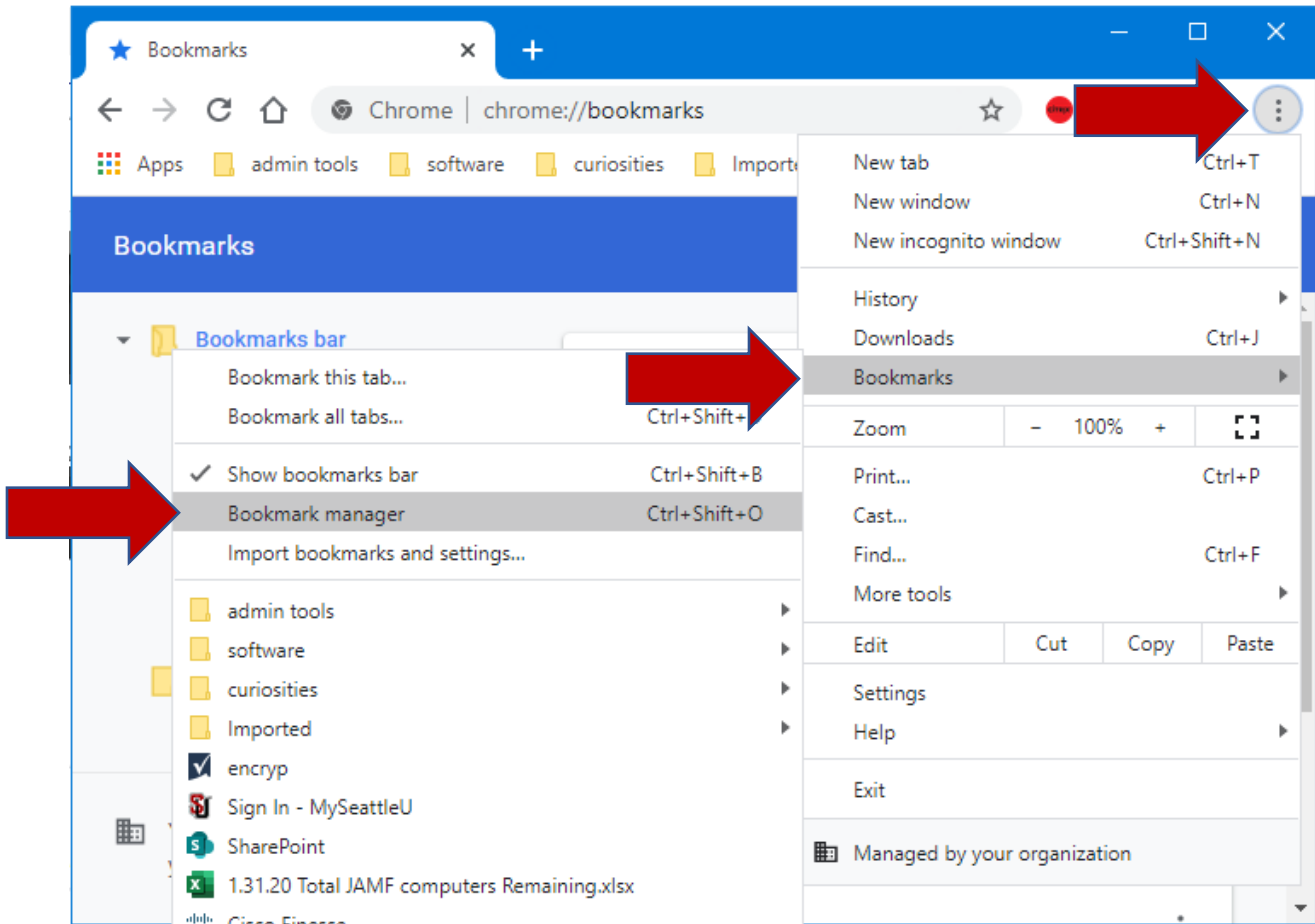 Bookmarks
Chrome | chrome://bookmarks
Apps admin tools software curiosities
Bookmarks
Bookmarks bar
New tab Ctrl+T
New window Ctrl+N
New incognito window Ctrl+Shift+N
History
Downloads Ctrl+J
Bookmarks
Zoom - 100% +
Print... Ctrl+P
Cast...
Find... Ctrl+F
More tools
Edit Cut Copy Paste
Settings
Help
Exit
Managed by your organization
Bookmark this tab...
Bookmark all tabs... Ctrl+Shift+
Show bookmarks bar Ctrl+Shift+B
Bookmark manager Ctrl+Shift+O
Import bookmarks and settings...
admin tools
software
curiosities
Imported
encryp
Sign In - MySeattleU
SharePoint
1.31.20 Total JAMF computers Remaining.xlsx